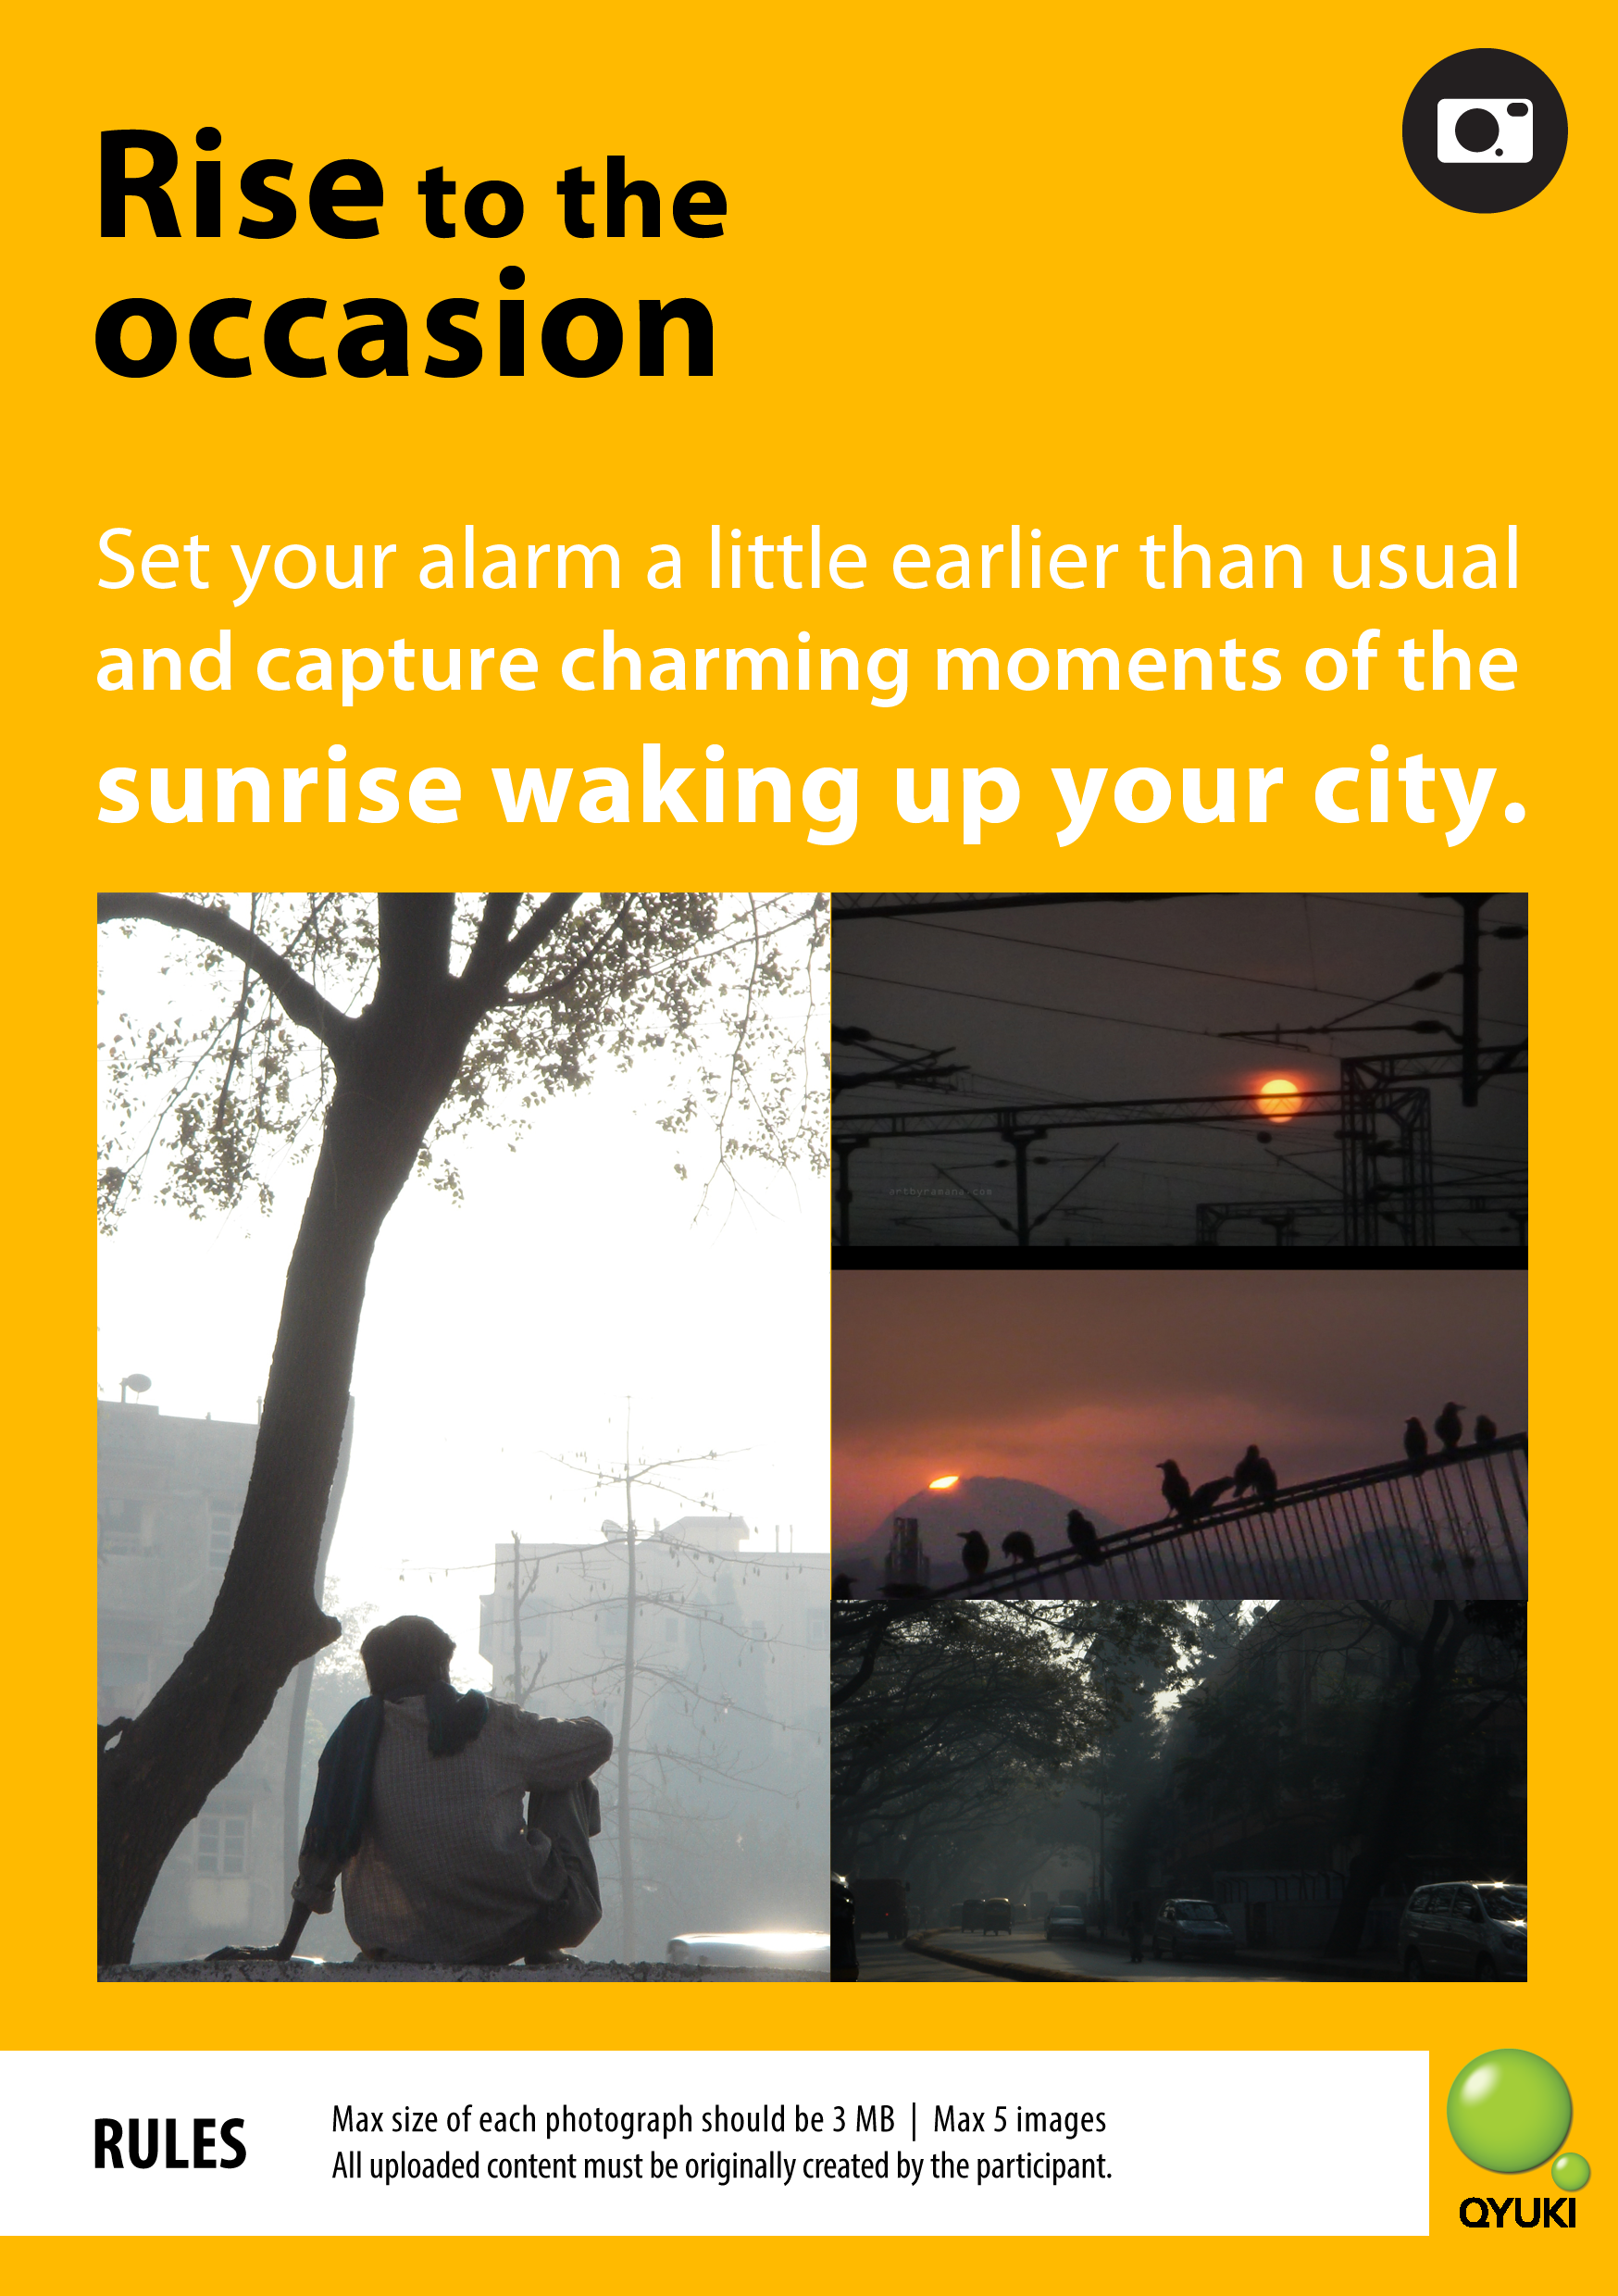 Rise to the
occasion
Set your alarm a little earlier than usual
and capture charming moments of the
sunrise waking up your city.
artbyramana.com
RULES
Max size of each photograph should be 3 MB | Max 5 images
All uploaded content must be originally created by the participant.
QYUKI